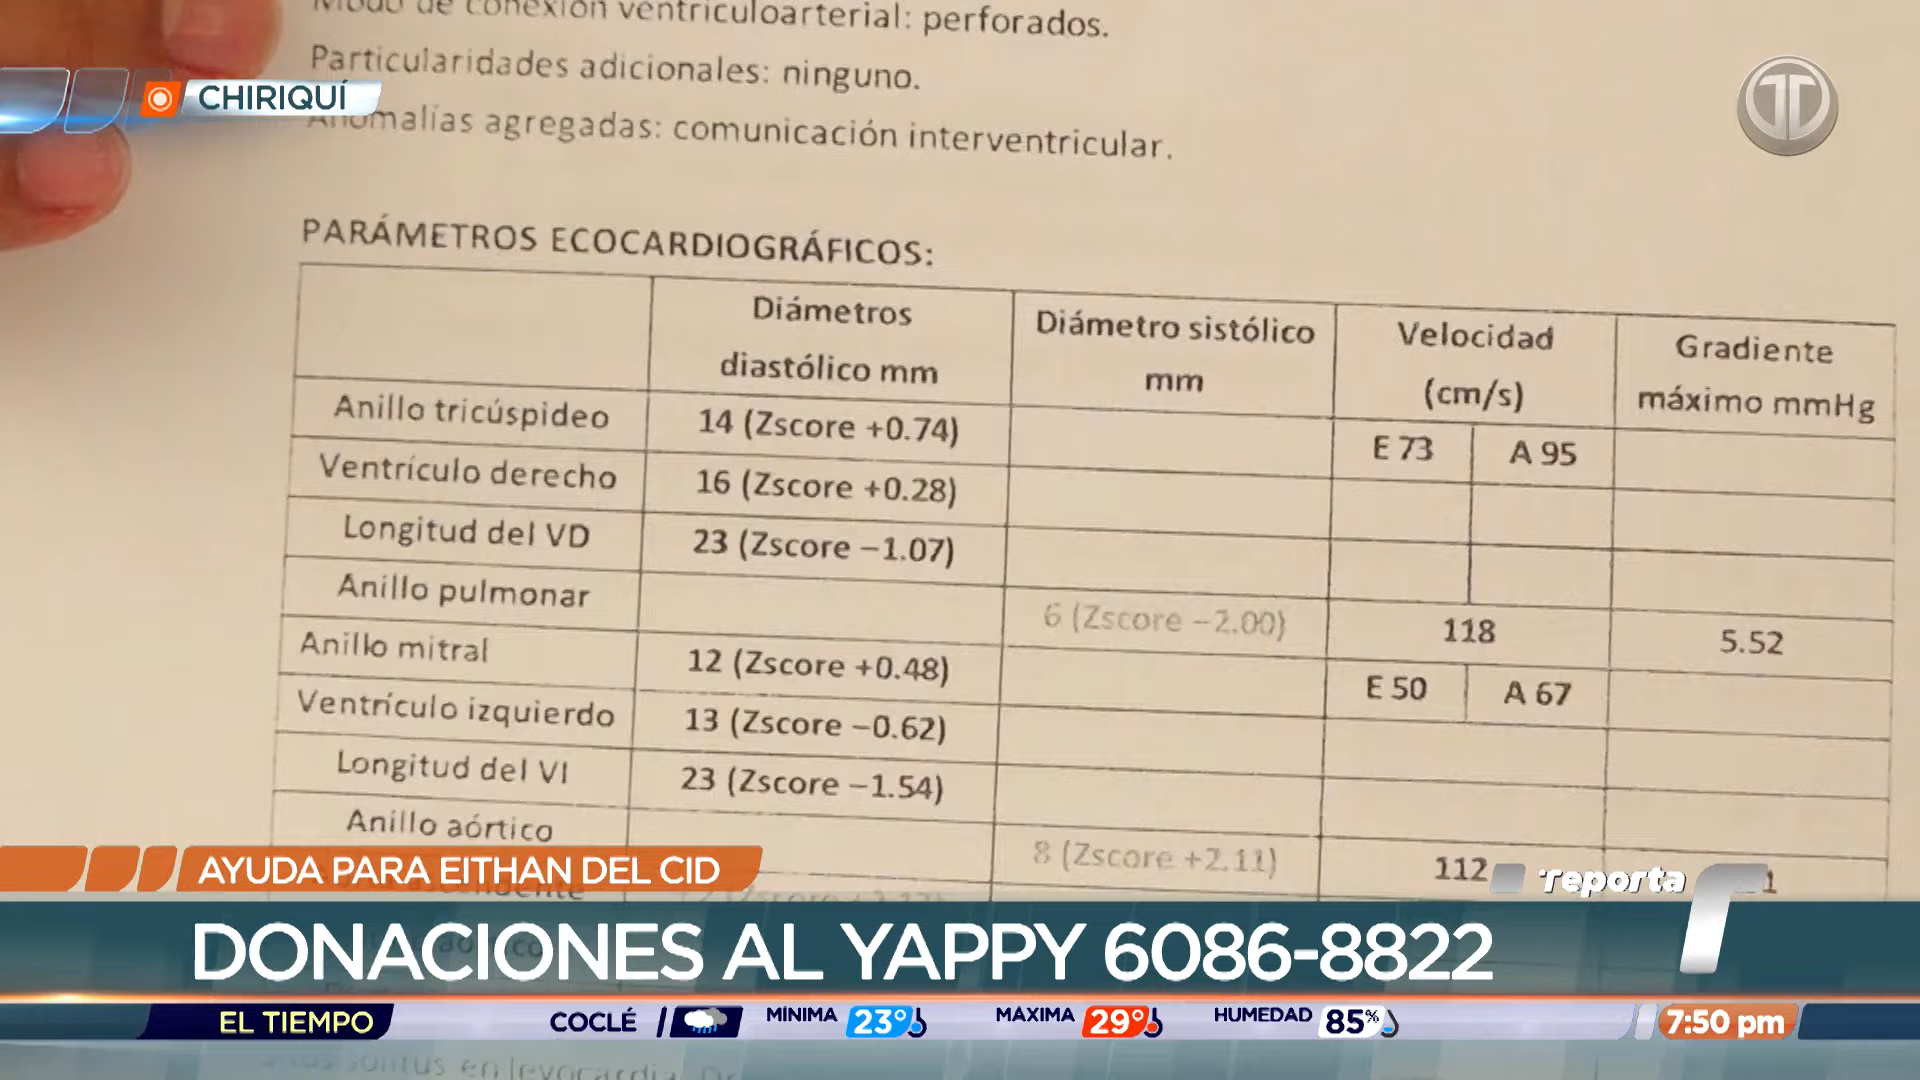 Modo de conexión ventriculoarterial: perforados.
Particularidades adicionales: ninguno.
CHIRIQUÍ
Anomalías agregadas: comunicación interventricular.
PARÁMETROS ECOCARDIOGRÁFICOS:
Diámetros diastólico mm
Diámetro sistólico mm
Velocidad (cm/s)
Gradiente máximo mmHg
Anillo tricúspideo 14 (Zscore +0.74) E 73 A 95
Ventrículo derecho 16 (Zscore +0.28)
Longitud del VD 23 (Zscore −1.07)
Anillo pulmonar 6 (Zscore −2.00) 118 5.52
Anillo mitral 12 (Zscore +0.48) E 50 A 67
Ventrículo izquierdo 13 (Zscore −0.62)
Longitud del VI 23 (Zscore −1.54)
Anillo aórtico 8 (Zscore +2.11) 112
AYUDA PARA EITHAN DEL CID
reporta
DONACIONES AL YAPPY 6086-8822
EL TIEMPO COCLÉ MÍNIMA 23° MÁXIMA 29° HUMEDAD 85% 7:50 pm
en levocardia.